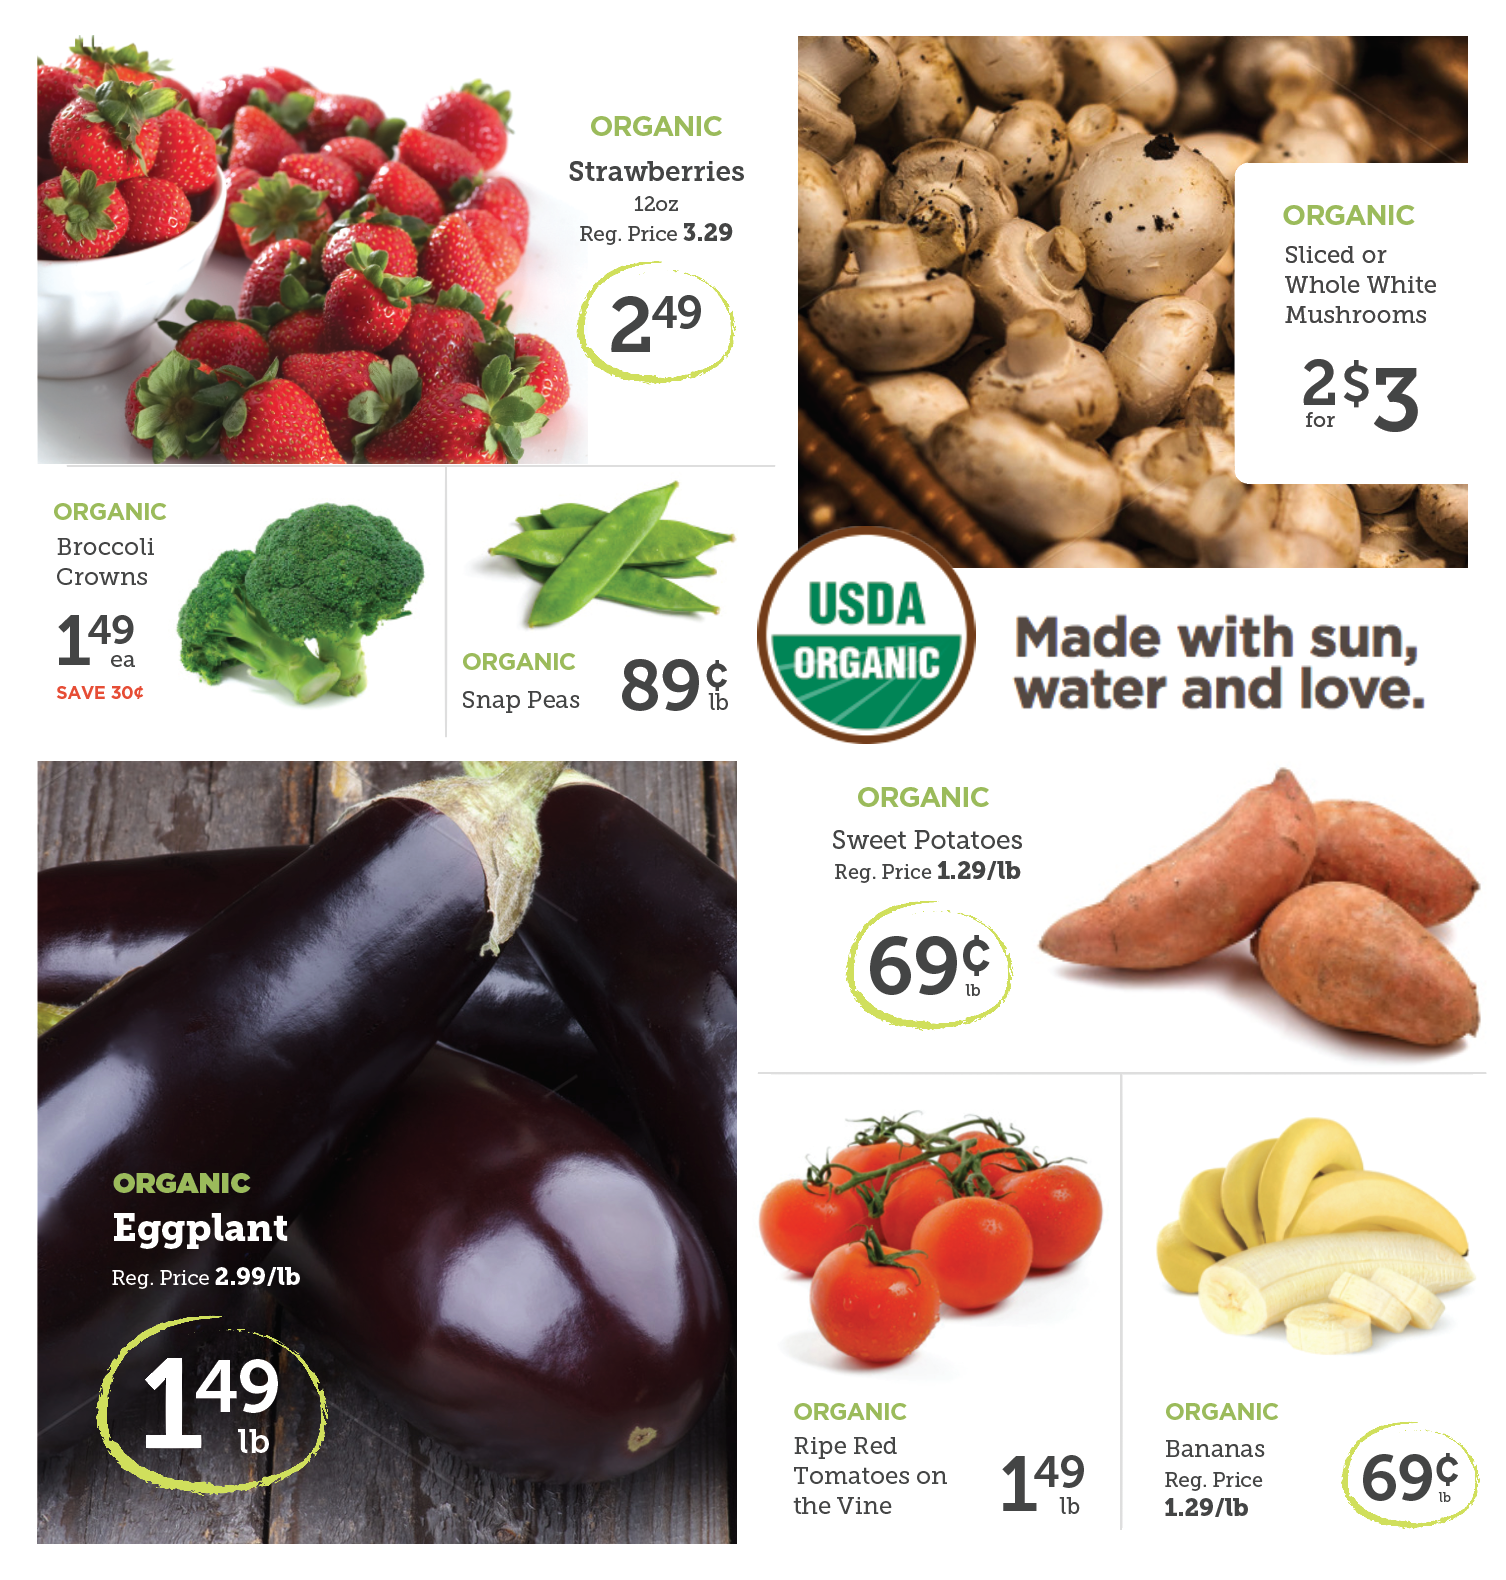 ORGANIC
Strawberries
12oz
Reg. Price 3.29
2 49
ORGANIC
Sliced or
Whole White
Mushrooms
2 for $3
ORGANIC
Broccoli
Crowns
1 49 ea
SAVE 30¢
ORGANIC
Snap Peas
89¢ lb
USDA
ORGANIC
Made with sun,
water and love.
ORGANIC
Eggplant
Reg. Price 2.99/lb
1 49 lb
ORGANIC
Sweet Potatoes
Reg. Price 1.29/lb
69¢ lb
ORGANIC
Ripe Red
Tomatoes on
the Vine
1 49 lb
ORGANIC
Bananas
Reg. Price
1.29/lb
69¢ lb